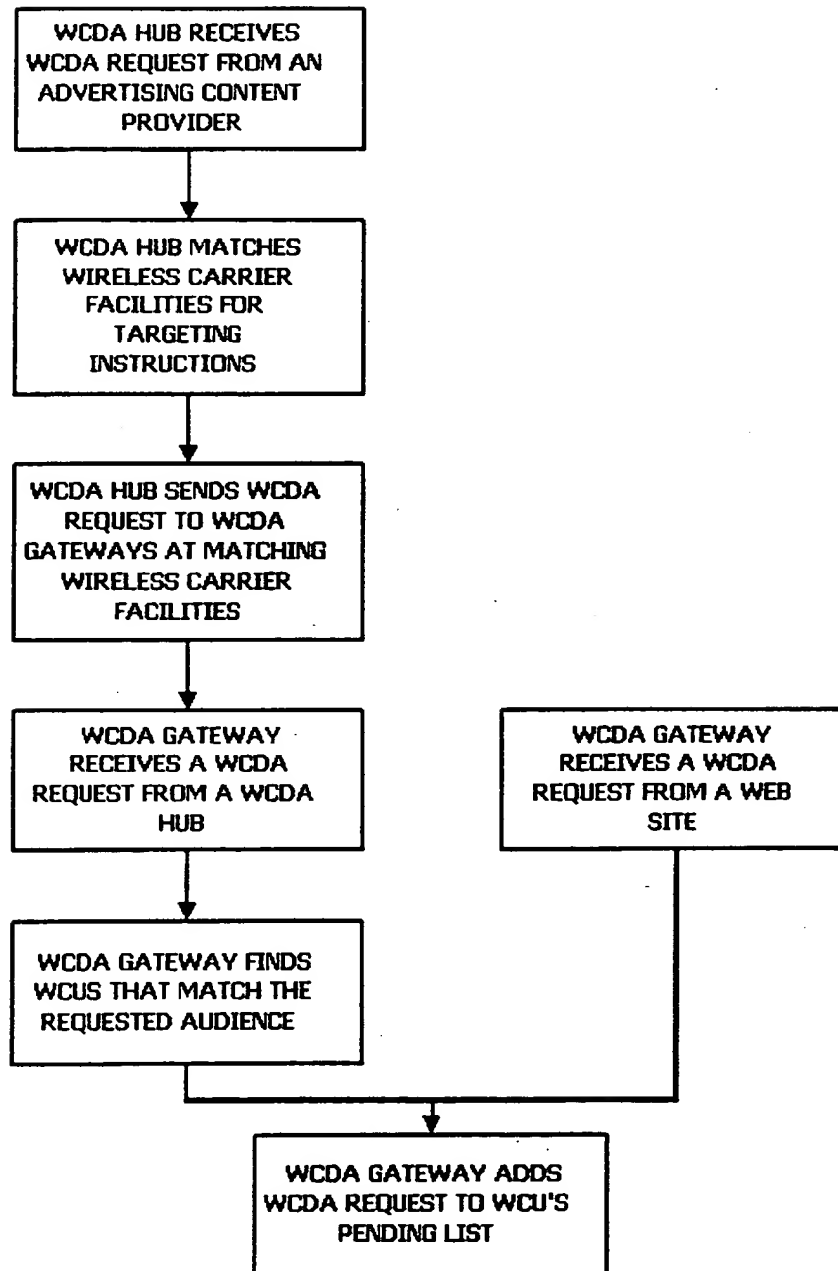 WCDA HUB RECEIVES
WCDA REQUEST FROM AN
ADVERTISING CONTENT
PROVIDER
WCDA HUB MATCHES
WIRELESS CARRIER
FACILITIES FOR
TARGETING
INSTRUCTIONS
WCDA HUB SENDS WCDA
REQUEST TO WCDA
GATEWAYS AT MATCHING
WIRELESS CARRIER
FACILITIES
WCDA GATEWAY
RECEIVES A WCDA
REQUEST FROM A WCDA
HUB
WCDA GATEWAY
RECEIVES A WCDA
REQUEST FROM A WEB
SITE
WCDA GATEWAY FINDS
WCUS THAT MATCH THE
REQUESTED AUDIENCE
WCDA GATEWAY ADDS
WCDA REQUEST TO WCU'S
PENDING LIST